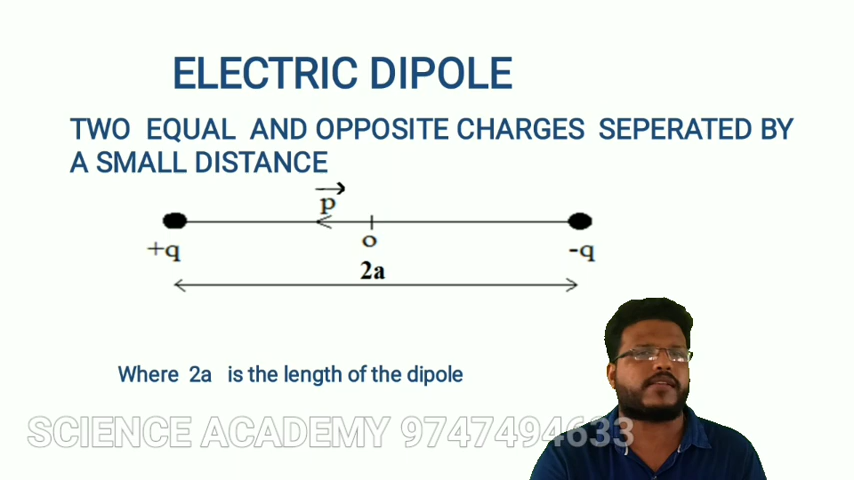 ELECTRIC DIPOLE
TWO EQUAL AND OPPOSITE CHARGES SEPERATED BY
A SMALL DISTANCE
p
+q
o
-q
2a
Where 2a is the length of the dipole
SCIENCE ACADEMY 9747494633